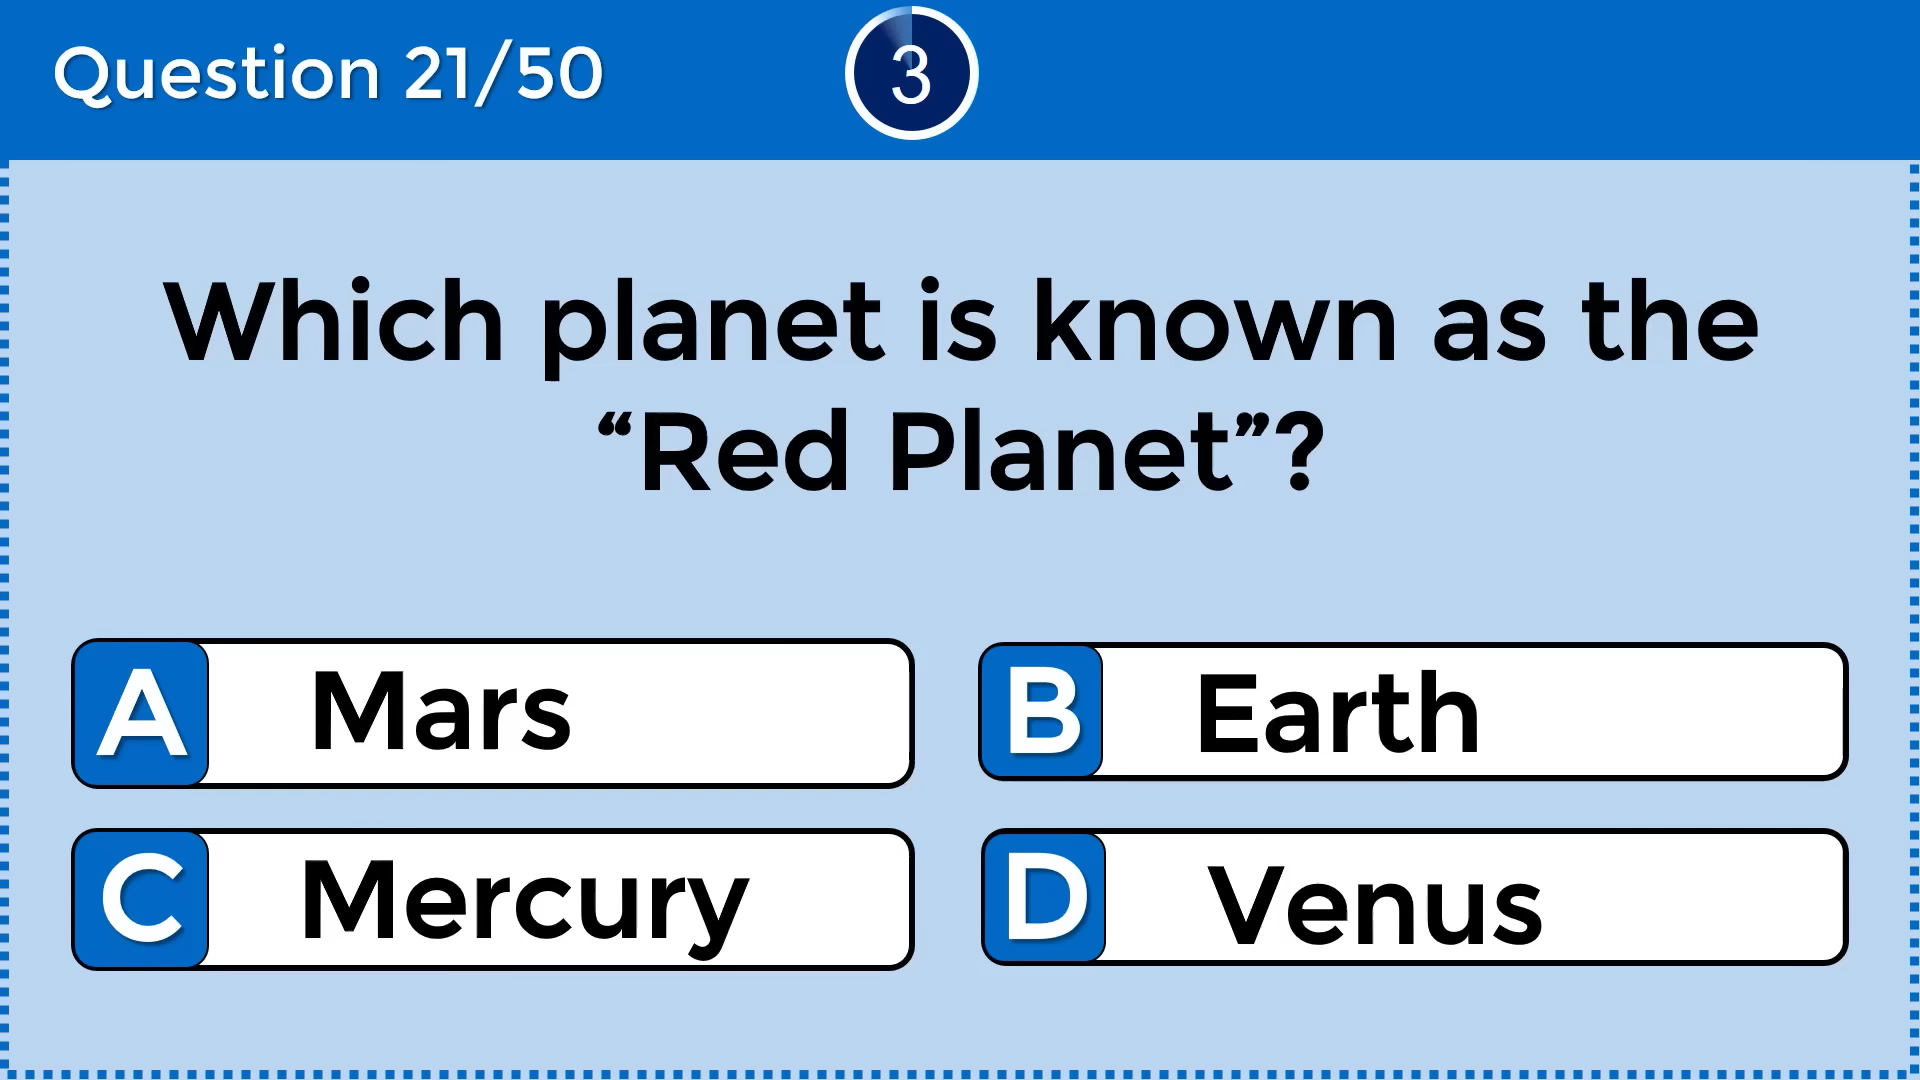 Question 21/50
3
Which planet is known as the
“Red Planet”?
A Mars
B Earth
C Mercury
D Venus